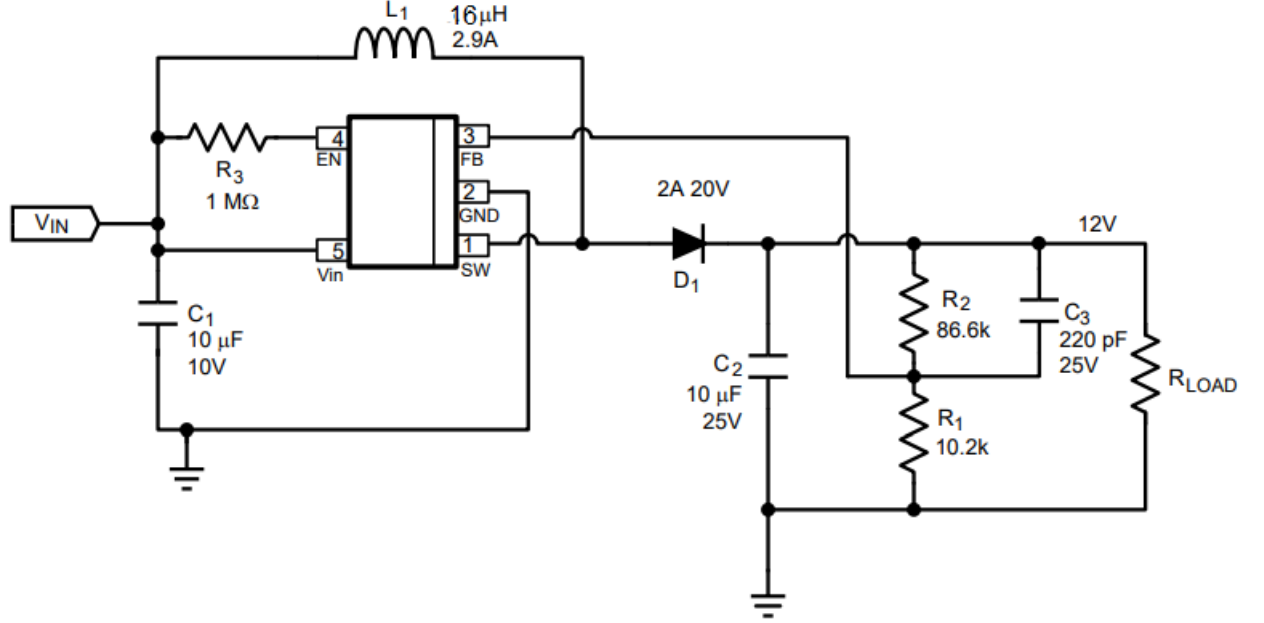 L1
16μH
2.9A
R3
1 MΩ
4
EN
3
FB
2
GND
1
SW
5
Vin
VIN
C1
10 μF
10V
2A 20V
D1
12V
C2
10 μF
25V
R2
86.6k
C3
220 pF
25V
RLOAD
R1
10.2k